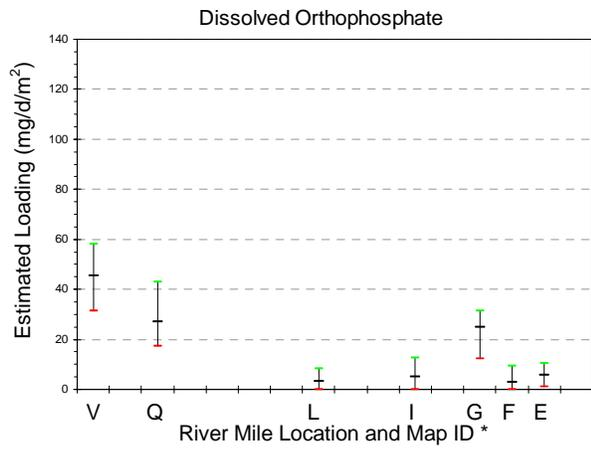 Dissolved Orthophosphate
Estimated Loading (mg/d/m²)
140
120
100
80
60
40
20
0
V Q L I G F E
River Mile Location and Map ID *